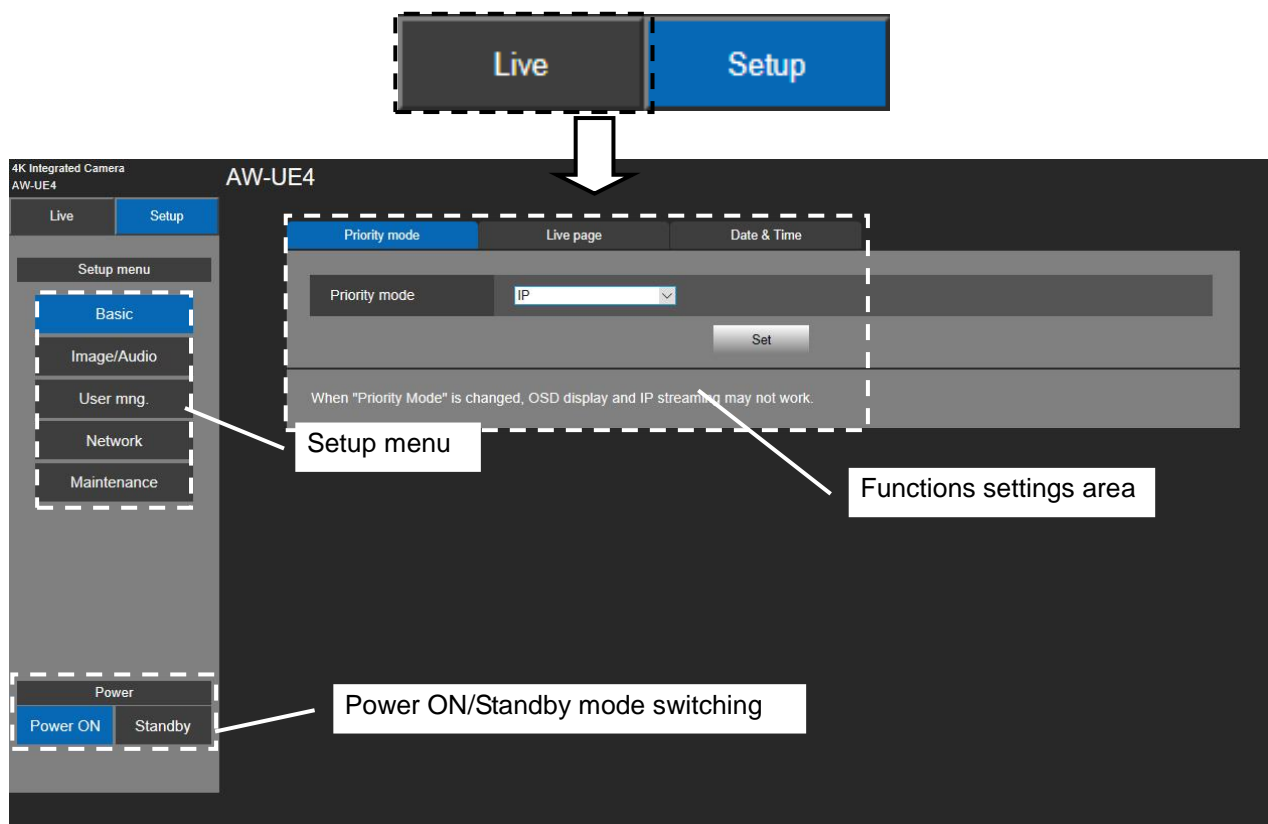 Live
Setup
4K Integrated Camera
AW-UE4
AW-UE4
Live
Setup
Priority mode
Live page
Date & Time
Setup menu
Priority mode
IP
Basic
Set
Image/Audio
User mng.
When "Priority Mode" is changed, OSD display and IP streaming may not work.
Network
Setup menu
Maintenance
Functions settings area
Power
Power ON/Standby mode switching
Power ON
Standby